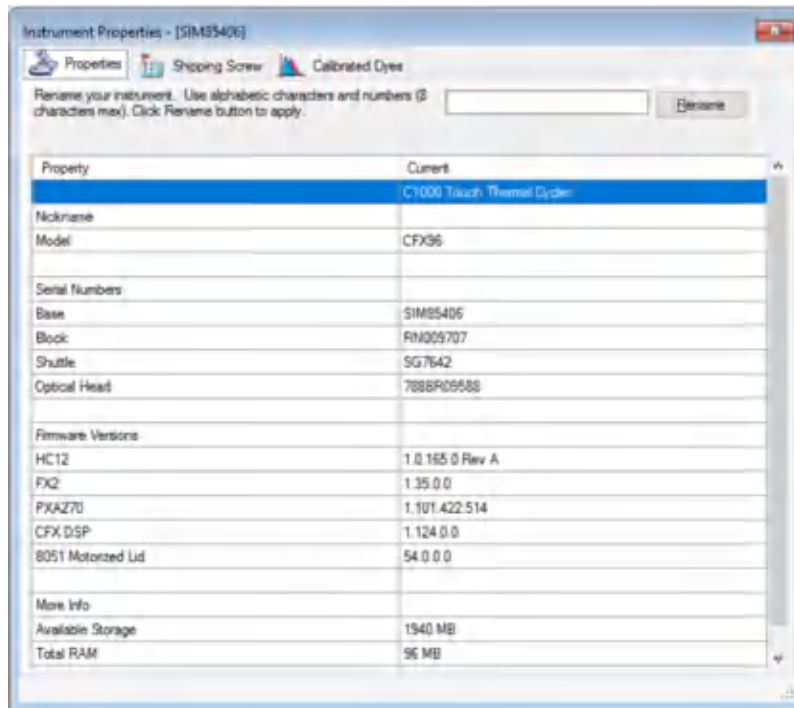 Instrument Properties - [SIM85406]
Properties Shipping Screw Calibrated Dyes
Rename your instrument. Use alphabetic characters and numbers (8
characters max). Click Rename button to apply.
Rename
Property Current
C1000 Touch Thermal Cycler
Nickname
Model CFX96
Serial Numbers
Base SIM85406
Block RN009707
Shuttle SG7642
Optical Head 788BR09588
Firmware Versions
HC12 1.0.165.0 Rev A
FX2 1.35.0.0
PXA270 1.101.422.514
CFX DSP 1.124.0.0
8051 Motorized Lid 54.0.0.0
More Info
Available Storage 1940 MB
Total RAM 96 MB